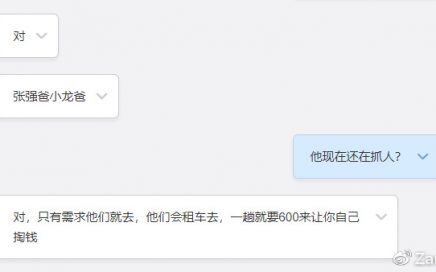 对
张强爸小龙爸
他现在还在抓人？
对，只有需求他们就去，他们会租车去，一趟就要600来让你自己
掏钱